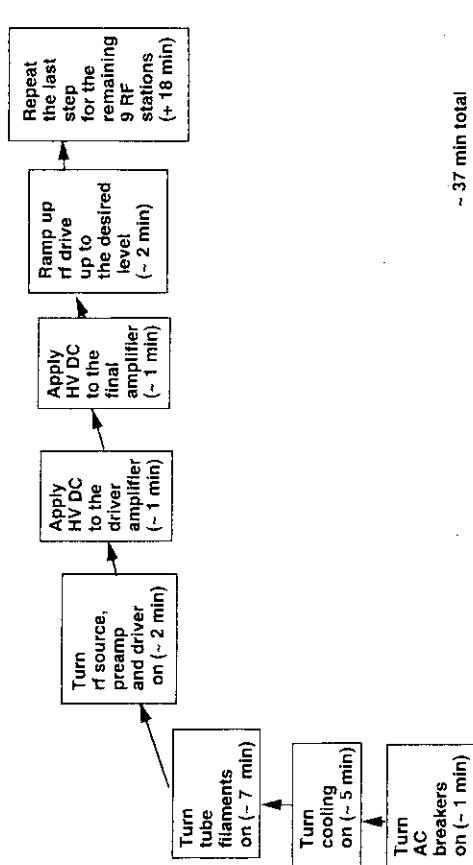 Turn
AC
breakers
on (~ 1 min)
Turn
cooling
on (~ 5 min)
Turn
tube
filaments
on (~ 7 min)
Turn
rf source,
preamp
and driver
on (~ 2 min)
Apply
HV DC
to the
driver
amplifier
(~ 1 min)
Apply
HV DC
to the
final
amplifier
(~ 1 min)
Ramp up
rf drive
up to
the desired
level
(~ 2 min)
Repeat
the last
step
for the
remaining
9 RF
stations
(+ 18 min)
~ 37 min total